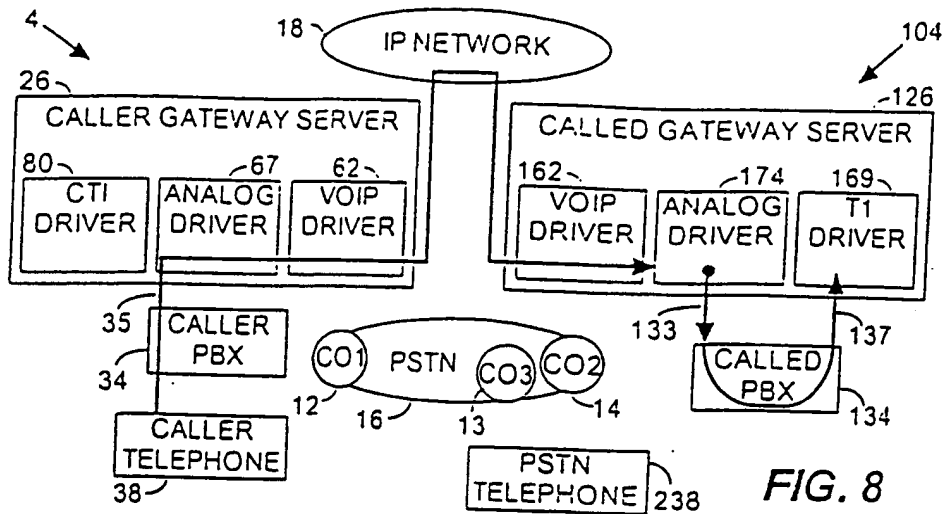 4
18
IP NETWORK
104
26
126
CALLER GATEWAY SERVER
CALLED GATEWAY SERVER
80
67
62
162
174
169
CTI
DRIVER
ANALOG
DRIVER
VOIP
DRIVER
VOIP
DRIVER
ANALOG
DRIVER
T1
DRIVER
35
133
137
CALLER
PBX
34
CO1
PSTN
CO3
CO2
CALLED
PBX
12
16
13
14
134
CALLER
TELEPHONE
38
PSTN
TELEPHONE
238
FIG. 8